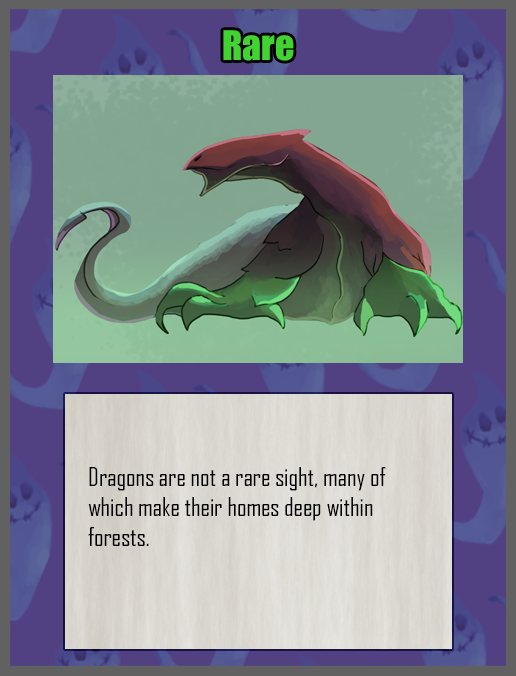 Rare
Dragons are not a rare sight, many of
which make their homes deep within
forests.